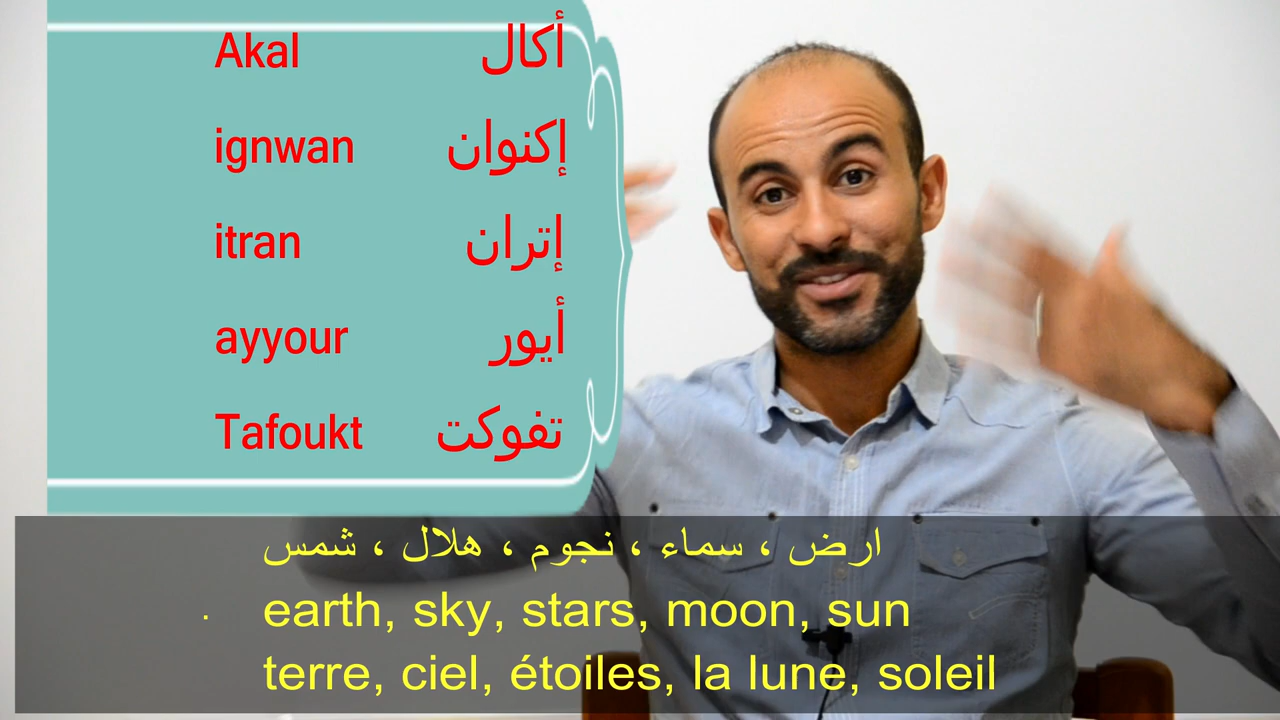 Akal أكال
ignwan إكنوان
itran إتران
ayyour أيور
Tafoukt تفوكت
ارض ، سماء ، نجوم ، هلال ، شمس
. earth, sky, stars, moon, sun
terre, ciel, étoiles, la lune, soleil